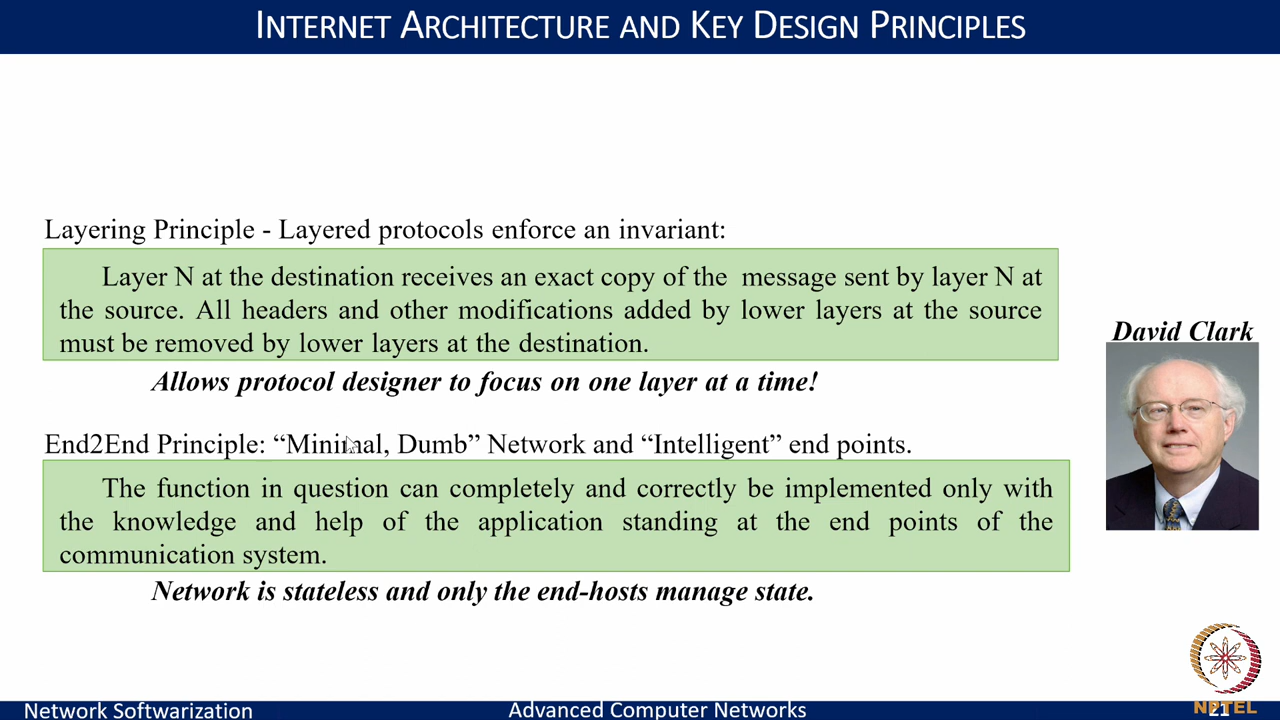 INTERNET ARCHITECTURE AND KEY DESIGN PRINCIPLES
Layering Principle - Layered protocols enforce an invariant:
Layer N at the destination receives an exact copy of the message sent by layer N at
the source. All headers and other modifications added by lower layers at the source
must be removed by lower layers at the destination.
Allows protocol designer to focus on one layer at a time!
David Clark
End2End Principle: “Minimal, Dumb” Network and “Intelligent” end points.
The function in question can completely and correctly be implemented only with
the knowledge and help of the application standing at the end points of the
communication system.
Network is stateless and only the end-hosts manage state.
Network Softwarization
Advanced Computer Networks
NPTEL
21